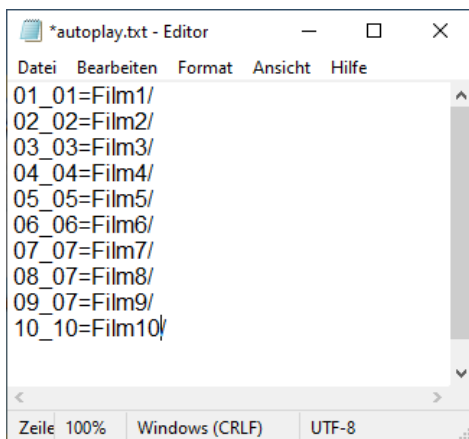 *autoplay.txt - Editor
Datei Bearbeiten Format Ansicht Hilfe
01_01=Film1/
02_02=Film2/
03_03=Film3/
04_04=Film4/
05_05=Film5/
06_06=Film6/
07_07=Film7/
08_07=Film8/
09_07=Film9/
10_10=Film10/
Zeile 100% Windows (CRLF) UTF-8